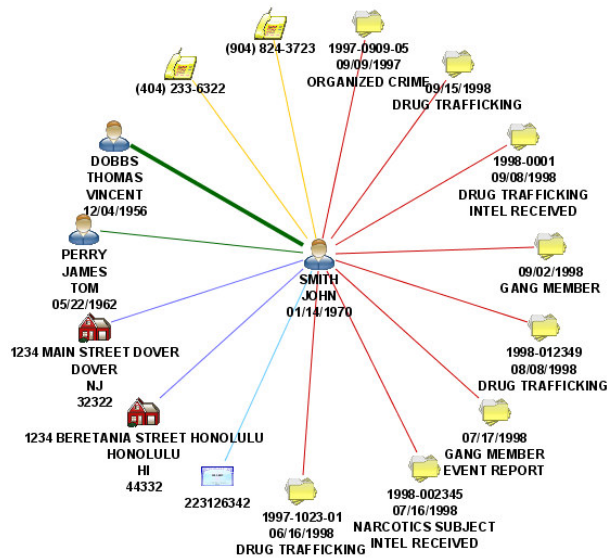 (904) 824-3723
(404) 233-6322
1997-0909-05
09/09/1997
ORGANIZED CRIME
09/15/1998
DRUG TRAFFICKING
DOBBS
THOMAS
VINCENT
12/04/1956
1998-0001
09/08/1998
DRUG TRAFFICKING
INTEL RECEIVED
PERRY
JAMES
TOM
05/22/1962
SMITH
JOHN
01/14/1970
09/02/1998
GANG MEMBER
1234 MAIN STREET DOVER
DOVER
NJ
32322
1998-012349
08/08/1998
DRUG TRAFFICKING
1234 BERETANIA STREET HONOLULU
HONOLULU
HI
44332
07/17/1998
GANG MEMBER
EVENT REPORT
223126342
1997-1023-01
06/16/1998
DRUG TRAFFICKING
1998-002345
07/16/1998
NARCOTICS SUBJECT
INTEL RECEIVED